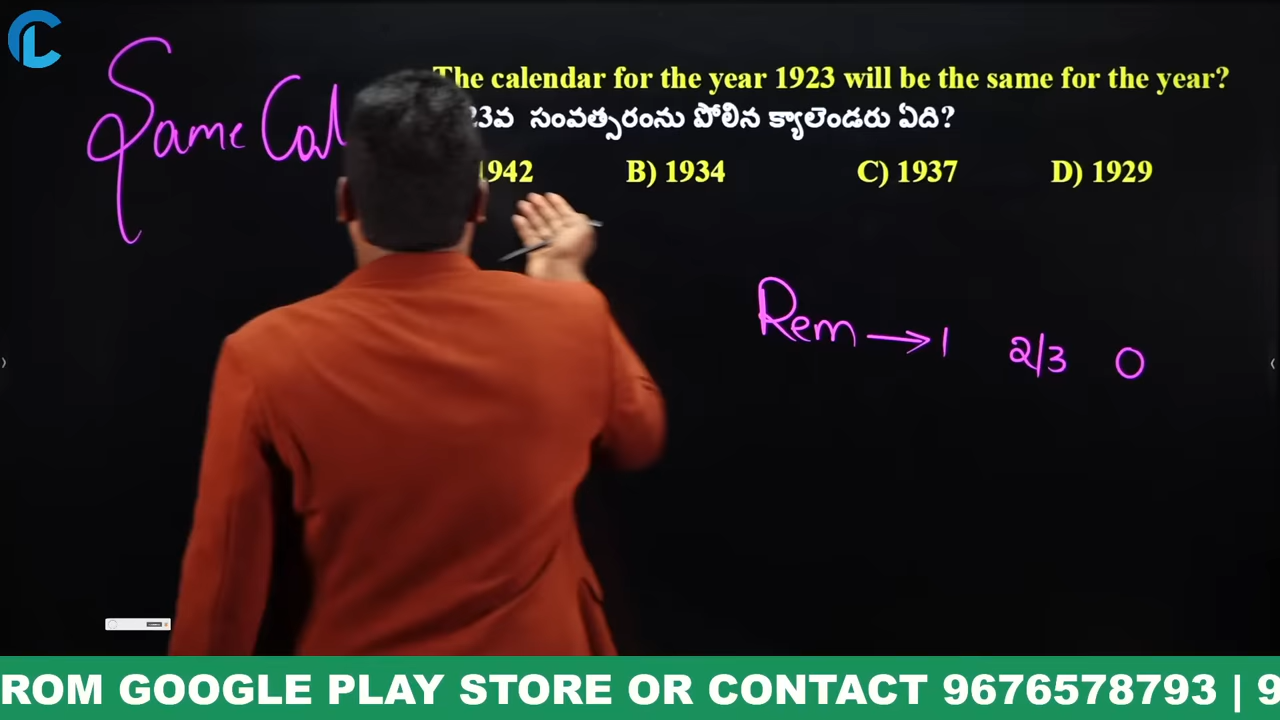 The calendar for the year 1923 will be the same for the year?
Same Cal
సంవత్సరంను పోలిన క్యాలెండరు ఏది?
1942 B) 1934 C) 1937 D) 1929
Rem → 1 2/3 0
ROM GOOGLE PLAY STORE OR CONTACT 9676578793 | 9